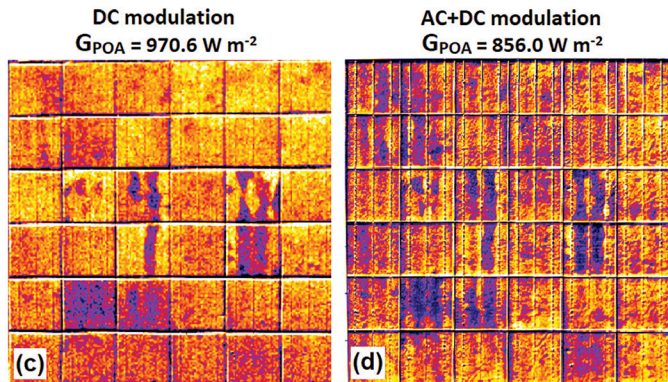 DC modulation
G_POA = 970.6 W m⁻²
AC+DC modulation
G_POA = 856.0 W m⁻²
(c)
(d)